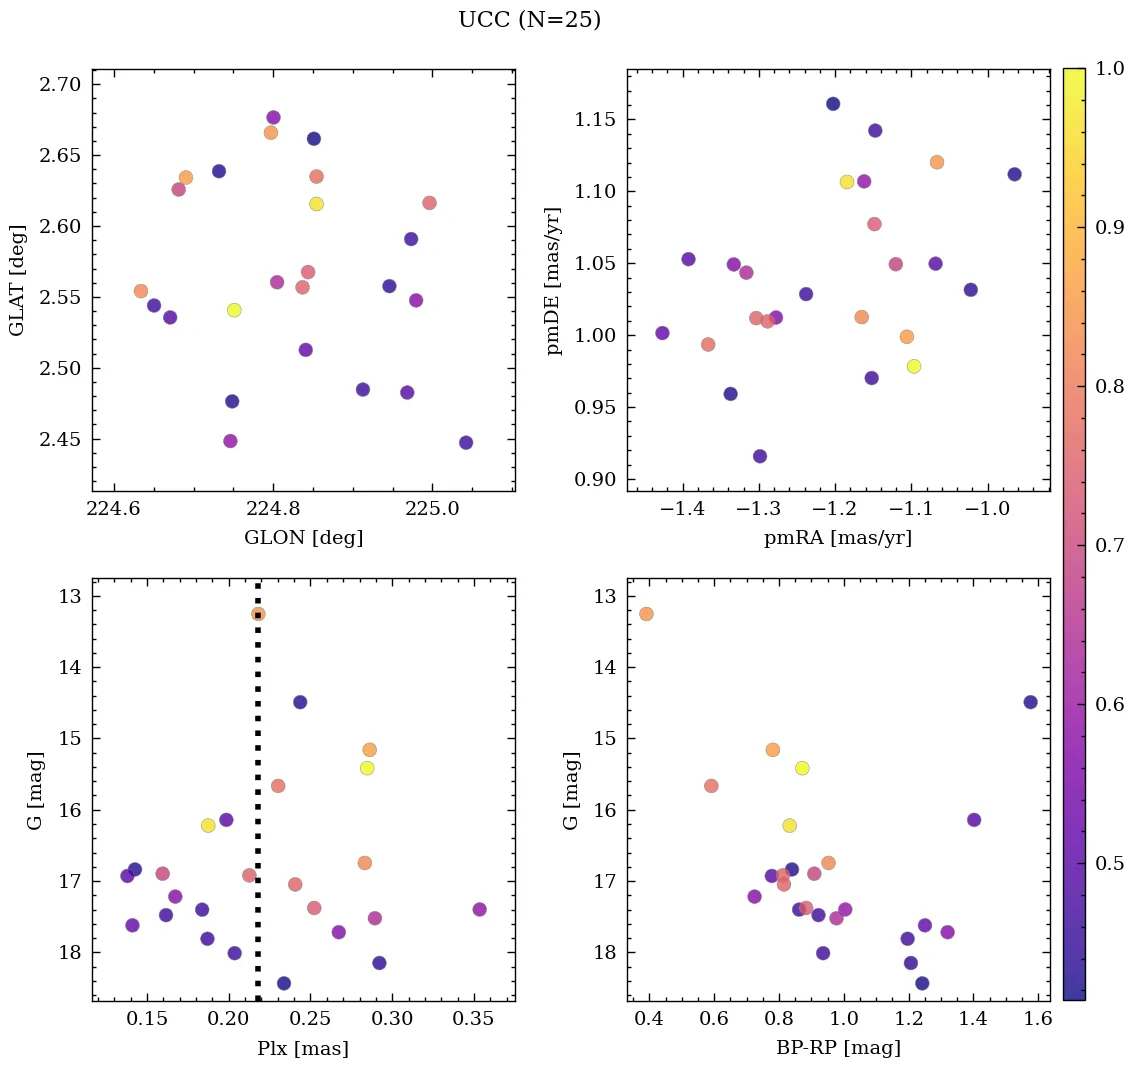 UCC (N=25)
2.70
2.65
2.60
2.55
2.50
2.45
GLAT [deg]
224.6 224.8 225.0
GLON [deg]
1.15
1.10
1.05
1.00
0.95
0.90
pmDE [mas/yr]
−1.4 −1.3 −1.2 −1.1 −1.0
pmRA [mas/yr]
1.0
0.9
0.8
0.7
0.6
0.5
13
14
15
16
17
18
G [mag]
0.15 0.20 0.25 0.30 0.35
Plx [mas]
13
14
15
16
17
18
G [mag]
0.4 0.6 0.8 1.0 1.2 1.4 1.6
BP-RP [mag]